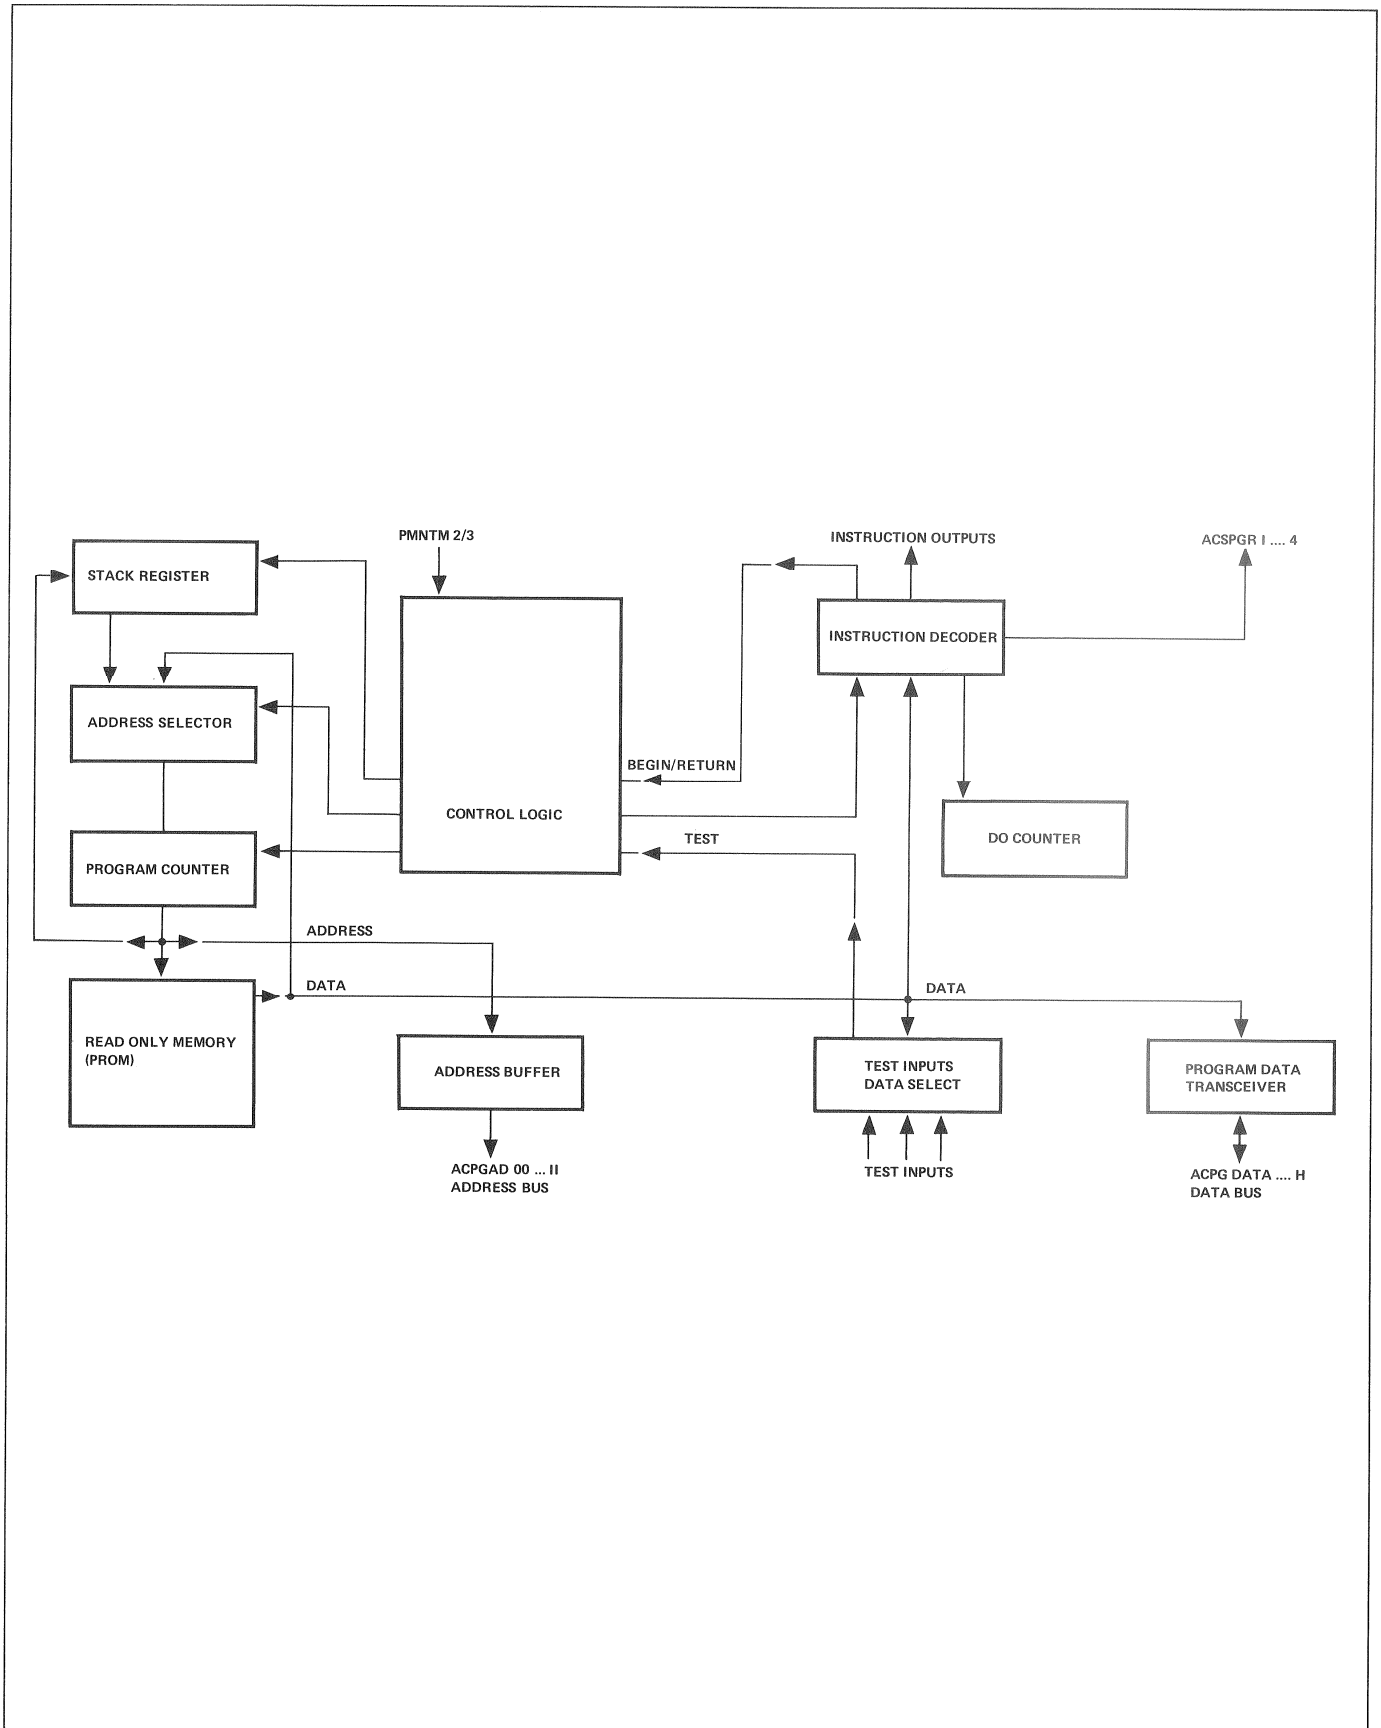 PMNTM 2/3
INSTRUCTION OUTPUTS
ACSPGR I .... 4
STACK REGISTER
INSTRUCTION DECODER
ADDRESS SELECTOR
BEGIN/RETURN
CONTROL LOGIC
TEST
DO COUNTER
PROGRAM COUNTER
ADDRESS
DATA
DATA
READ ONLY MEMORY
(PROM)
ADDRESS BUFFER
TEST INPUTS
DATA SELECT
PROGRAM DATA
TRANSCEIVER
ACPGAD 00 ... II
ADDRESS BUS
TEST INPUTS
ACPG DATA .... H
DATA BUS